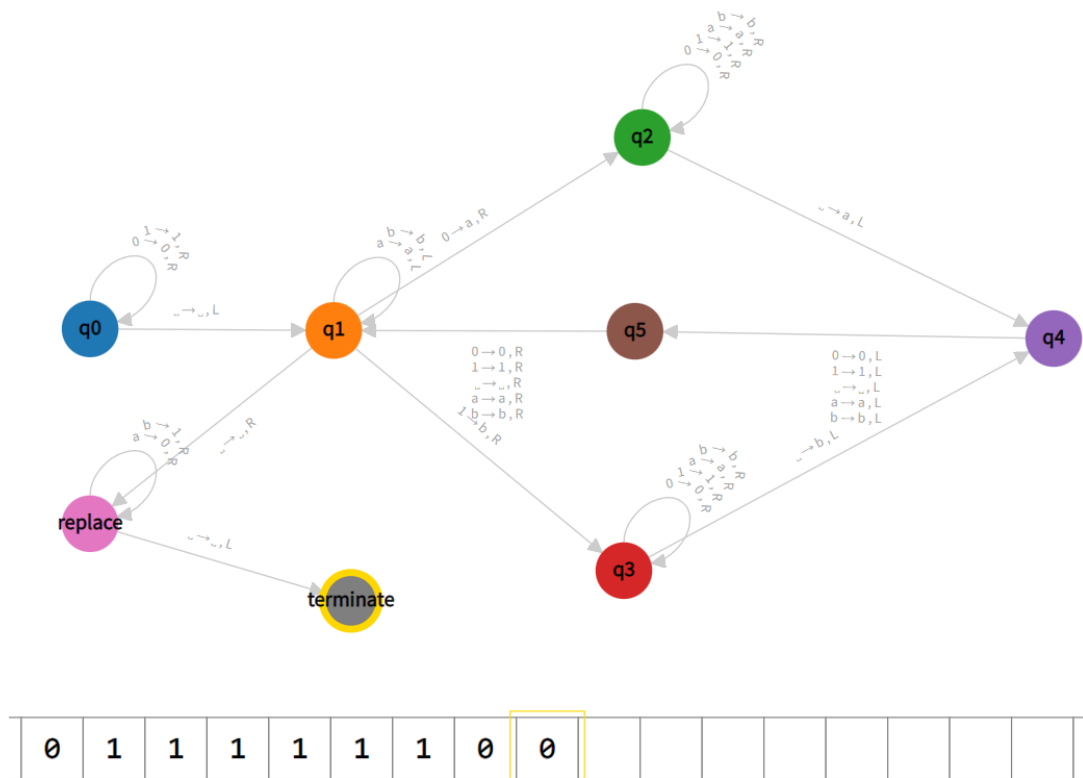 b→b,R
a→a,R
1→1,R
0→0,R
q2
␣→a,L
1→1,R
0→0,R
b→b,L
a→a,L
0→a,R
␣→␣,L
q0
q1
q5
q4
0→0,R
1→1,R
␣→␣,R
a→a,R
b→b,R
0→0,L
1→1,L
␣→␣,L
a→a,L
b→b,L
1→b,R
␣→␣,R
b→1,R
a→0,R
␣→b,L
b→b,R
a→a,R
1→1,R
0→0,R
replace
␣→␣,L
q3
terminate
0 1 1 1 1 1 1 0 0